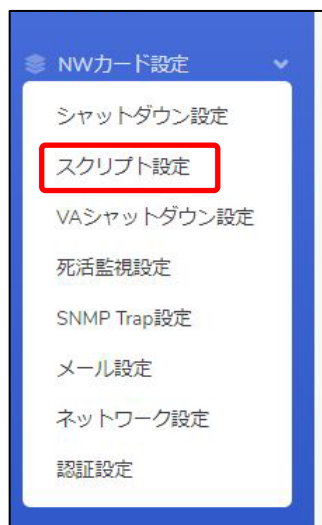 NWカード設定
シャットダウン設定
スクリプト設定
VAシャットダウン設定
死活監視設定
SNMP Trap設定
メール設定
ネットワーク設定
認証設定